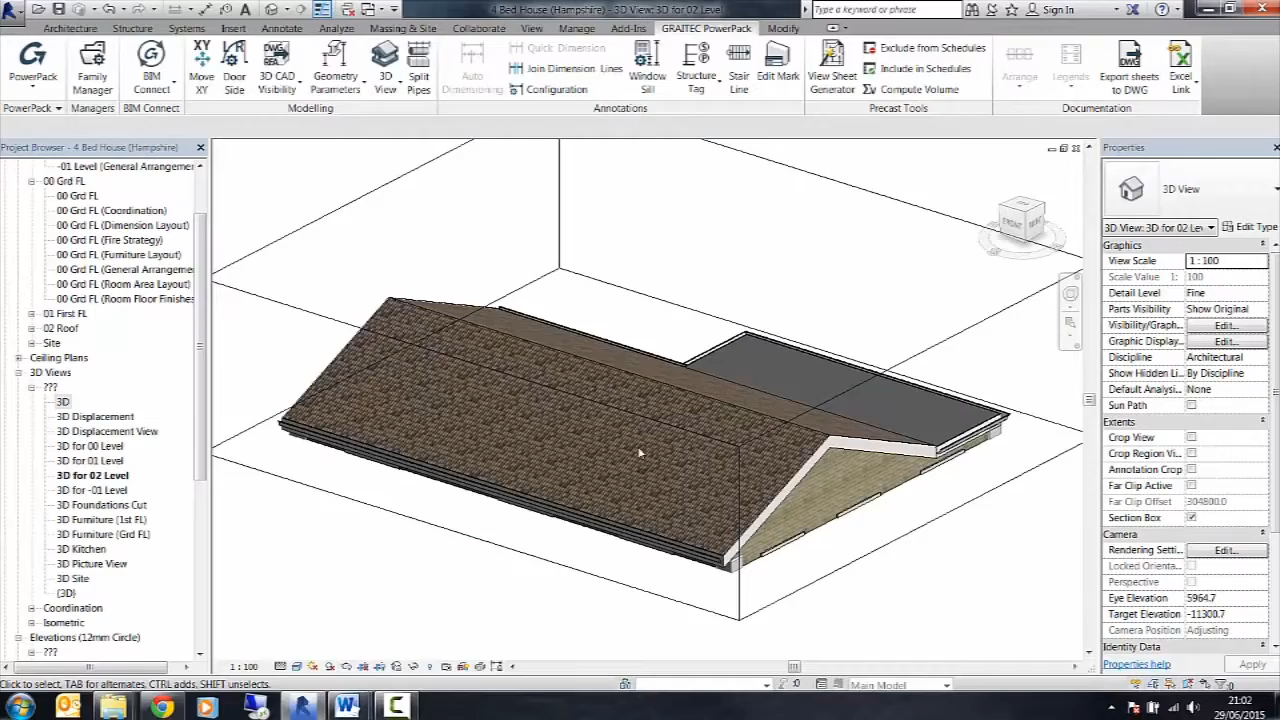 4 Bed House (Hampshire) - 3D View: 3D for 02 Level
Type a keyword or phrase
Sign In
Architecture Structure Systems Insert Annotate Analyze Massing & Site Collaborate View Manage Add-Ins GRAITEC PowerPack Modify
PowerPack
Family Manager
BIM Connect
Move XY
Door Side
3D CAD Visibility
Geometry Parameters
3D View
Split Pipes
Auto Dimensioning
Quick Dimension
Join Dimension Lines
Configuration
Window Sill
Structure Tag
Stair Line
Edit Mark
View Sheet Generator
Exclude from Schedules
Include in Schedules
Compute Volume
Arrange
Legends
Export sheets to DWG
Excel Link
PowerPack Managers BIM Connect Modelling Annotations Precast Tools Documentation
Project Browser - 4 Bed House (Hampshire)
-01 Level (General Arrangemer
00 Grd FL
00 Grd FL
00 Grd FL (Coordination)
00 Grd FL (Dimension Layout)
00 Grd FL (Fire Strategy)
00 Grd FL (Furniture Layout)
00 Grd FL (General Arrangeme
00 Grd FL (Room Area Layout)
00 Grd FL (Room Floor Finishes
01 First FL
02 Roof
Site
Ceiling Plans
3D Views
???
3D
3D Displacement
3D Displacement View
3D for 00 Level
3D for 01 Level
3D for 02 Level
3D for -01 Level
3D Foundations Cut
3D Furniture (1st FL)
3D Furniture (Grd FL)
3D Kitchen
3D Picture View
3D Site
{3D}
Coordination
Isometric
Elevations (12mm Circle)
???
FRONT
Properties
3D View
3D View: 3D for 02 Lev
Edit Type
Graphics
View Scale 1 : 100
Scale Value 1: 100
Detail Level Fine
Parts Visibility Show Original
Visibility/Graph... Edit...
Graphic Display... Edit...
Discipline Architectural
Show Hidden Li... By Discipline
Default Analysi... None
Sun Path
Extents
Crop View
Crop Region Vi...
Annotation Crop
Far Clip Active
Far Clip Offset 304800.0
Section Box
Camera
Rendering Setti... Edit...
Locked Orienta...
Perspective
Eye Elevation 5964.7
Target Elevation -11300.7
Camera Position Adjusting
Identity Data
Properties help
Apply
1 : 100
Click to select, TAB for alternates, CTRL adds, SHIFT unselects.
:0
Main Model
:0
21:02
29/06/2015